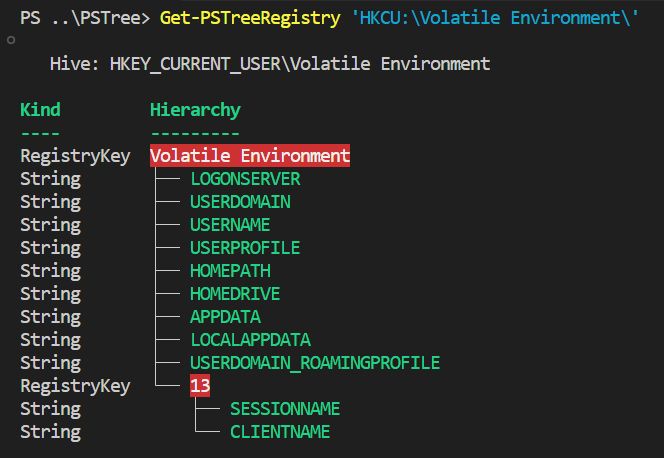 PS ..\PSTree> Get-PSTreeRegistry 'HKCU:\Volatile Environment\'
Hive: HKEY_CURRENT_USER\Volatile Environment
Kind Hierarchy
---- ---------
RegistryKey Volatile Environment
String ├── LOGONSERVER
String ├── USERDOMAIN
String ├── USERNAME
String ├── USERPROFILE
String ├── HOMEPATH
String ├── HOMEDRIVE
String ├── APPDATA
String ├── LOCALAPPDATA
String ├── USERDOMAIN_ROAMINGPROFILE
RegistryKey └── 13
String ├── SESSIONNAME
String └── CLIENTNAME